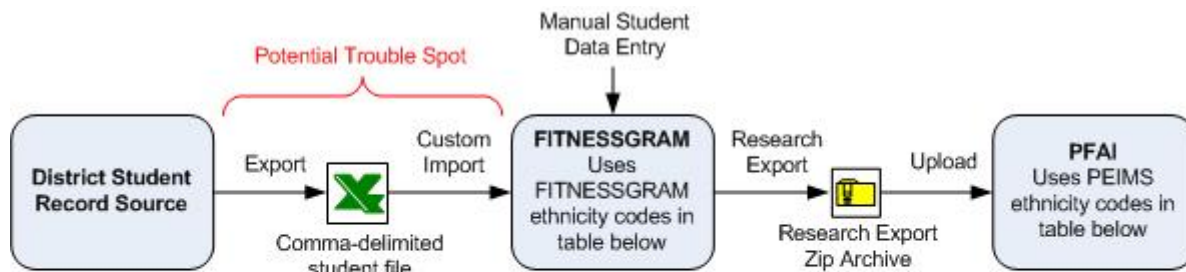 Manual Student
Data Entry
Potential Trouble Spot
District Student
Record Source
Export
Comma-delimited
student file
Custom
Import
FITNESSGRAM
Uses
FITNESSGRAM
ethnicity codes in
table below
Research
Export
Research Export
Zip Archive
Upload
PFAI
Uses PEIMS
ethnicity codes in
table below